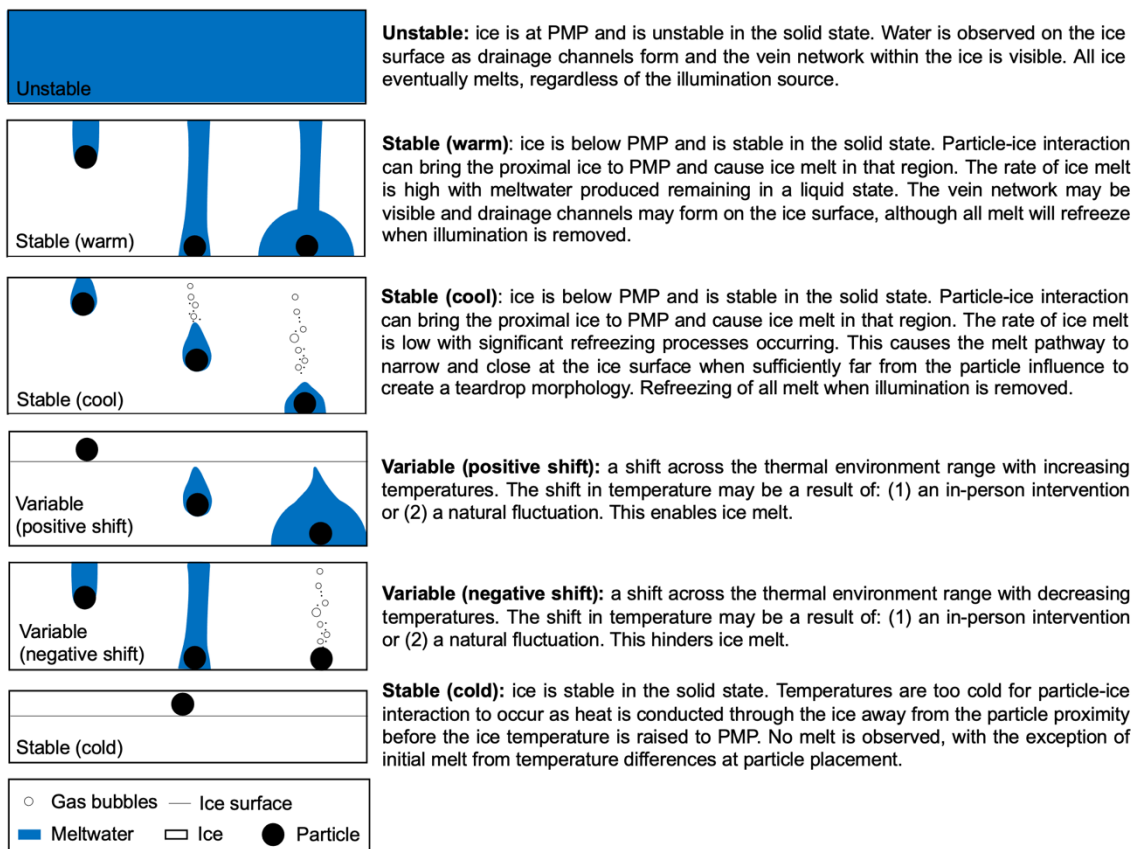 Unstable
Unstable: ice is at PMP and is unstable in the solid state. Water is observed on the ice
surface as drainage channels form and the vein network within the ice is visible. All ice
eventually melts, regardless of the illumination source.
Stable (warm)
Stable (warm): ice is below PMP and is stable in the solid state. Particle-ice interaction
can bring the proximal ice to PMP and cause ice melt in that region. The rate of ice melt
is high with meltwater produced remaining in a liquid state. The vein network may be
visible and drainage channels may form on the ice surface, although all melt will refreeze
when illumination is removed.
Stable (cool)
Stable (cool): ice is below PMP and is stable in the solid state. Particle-ice interaction
can bring the proximal ice to PMP and cause ice melt in that region. The rate of ice melt
is low with significant refreezing processes occurring. This causes the melt pathway to
narrow and close at the ice surface when sufficiently far from the particle influence to
create a teardrop morphology. Refreezing of all melt when illumination is removed.
Variable
(positive shift)
Variable (positive shift): a shift across the thermal environment range with increasing
temperatures. The shift in temperature may be a result of: (1) an in-person intervention
or (2) a natural fluctuation. This enables ice melt.
Variable
(negative shift)
Variable (negative shift): a shift across the thermal environment range with decreasing
temperatures. The shift in temperature may be a result of: (1) an in-person intervention
or (2) a natural fluctuation. This hinders ice melt.
Stable (cold)
Stable (cold): ice is stable in the solid state. Temperatures are too cold for particle-ice
interaction to occur as heat is conducted through the ice away from the particle proximity
before the ice temperature is raised to PMP. No melt is observed, with the exception of
initial melt from temperature differences at particle placement.
Gas bubbles Ice surface
Meltwater Ice Particle